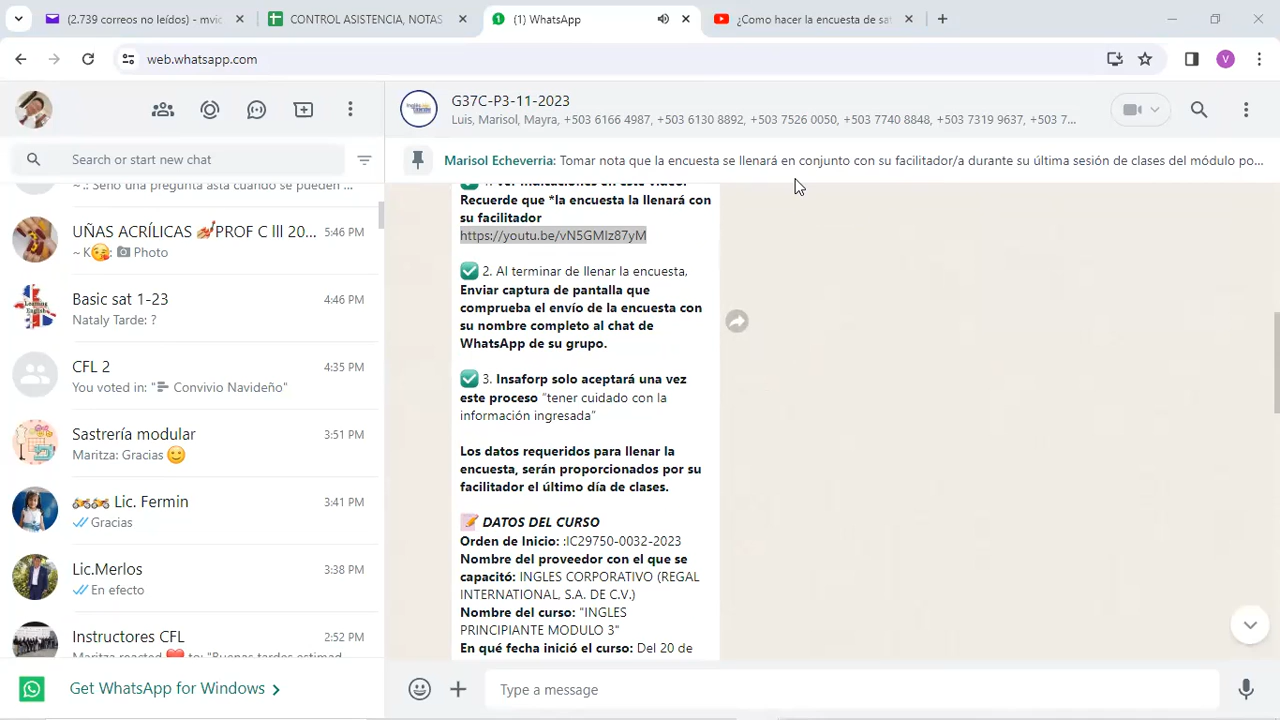 (2.739 correos no leídos) - mvic
CONTROL ASISTENCIA, NOTAS
(1) WhatsApp
¿Como hacer la encuesta de sat
web.whatsapp.com
V
G37C-P3-11-2023
Luis, Marisol, Mayra, +503 6166 4987, +503 6130 8892, +503 7526 0050, +503 7740 8848, +503 7319 9637, +503 7...
Search or start new chat
Marisol Echeverria: Tomar nota que la encuesta se llenará en conjunto con su facilitador/a durante su última sesión de clases del módulo po...
~ .: Seño una pregunta asta cuando se pueden ...
UÑAS ACRÍLICAS 💅PROF C lll 20...
5:46 PM
~ K😘: 📷 Photo
Basic sat 1-23
4:46 PM
Nataly Tarde: ?
CFL 2
4:35 PM
You voted in: "Convivio Navideño"
Sastrería modular
3:51 PM
Maritza: Gracias 😊
🏍️🏍️ Lic. Fermin
3:41 PM
Gracias
Lic.Merlos
3:38 PM
En efecto
Instructores CFL
2:52 PM
Maritza reacted ❤️ to: "Buenas tardes estimad...
Get WhatsApp for Windows
✅ 1. Ver indicaciones en este video.
Recuerde que *la encuesta la llenará con
su facilitador
https://youtu.be/vN5GMIz87yM
✅ 2. Al terminar de llenar la encuesta,
Enviar captura de pantalla que
comprueba el envío de la encuesta con
su nombre completo al chat de
WhatsApp de su grupo.
✅ 3. Insaforp solo aceptará una vez
este proceso "tener cuidado con la
información ingresada"
Los datos requeridos para llenar la
encuesta, serán proporcionados por su
facilitador el último día de clases.
📝 DATOS DEL CURSO
Orden de Inicio: :IC29750-0032-2023
Nombre del proveedor con el que se
capacitó: INGLES CORPORATIVO (REGAL
INTERNATIONAL, S.A. DE C.V.)
Nombre del curso: "INGLES
PRINCIPIANTE MODULO 3"
En qué fecha inició el curso: Del 20 de
Type a message